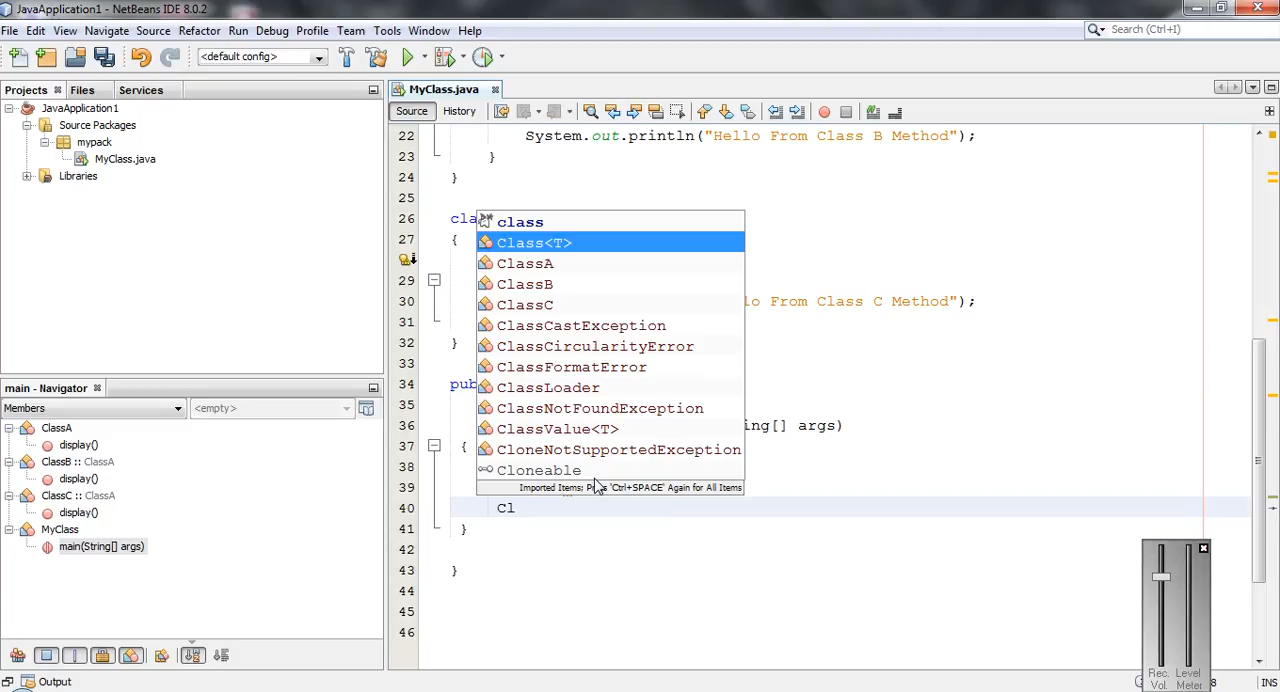 JavaApplication1 - NetBeans IDE 8.0.2
File Edit View Navigate Source Refactor Run Debug Profile Team Tools Window Help
Search (Ctrl+I)
<default config>
Projects Files Services
MyClass.java
JavaApplication1
Source Packages
mypack
MyClass.java
Libraries
Source History
22 System.out.println("Hello From Class B Method");
23 }
24 }
25
26 cla
27 {
29
30 lo From Class C Method");
31
32 }
33
34 pub
35
36 ing[] args)
37 {
38
39
40 Cl
41 }
42
43 }
44
45
46
class
Class<T>
ClassA
ClassB
ClassC
ClassCastException
ClassCircularityError
ClassFormatError
ClassLoader
ClassNotFoundException
ClassValue<T>
CloneNotSupportedException
Cloneable
Imported Items; P 'Ctrl+SPACE' Again for All Items
main - Navigator
Members <empty>
ClassA
display()
ClassB :: ClassA
display()
ClassC :: ClassA
display()
MyClass
main(String[] args)
Rec. Vol. Level Meter
Output
8 INS